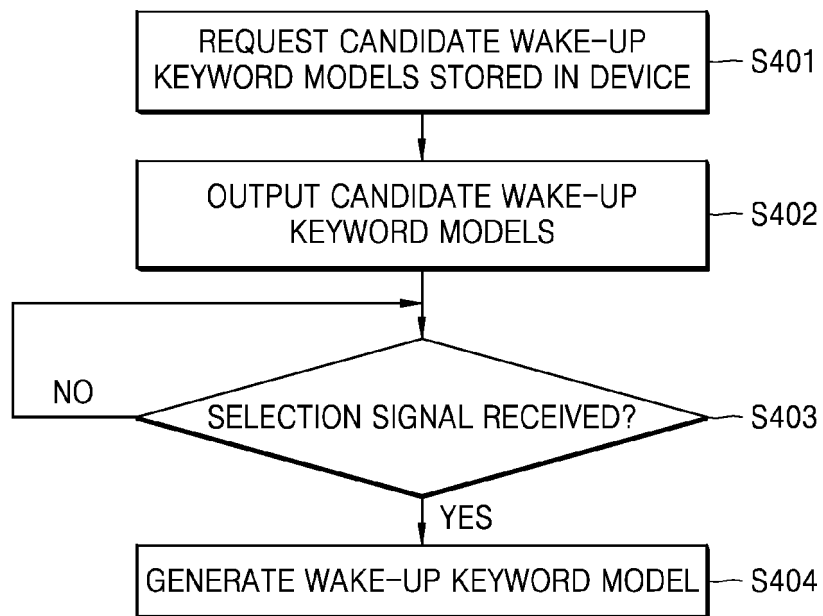 REQUEST CANDIDATE WAKE-UP
KEYWORD MODELS STORED IN DEVICE
S401
OUTPUT CANDIDATE WAKE-UP
KEYWORD MODELS
S402
NO
SELECTION SIGNAL RECEIVED?
S403
YES
GENERATE WAKE-UP KEYWORD MODEL
S404